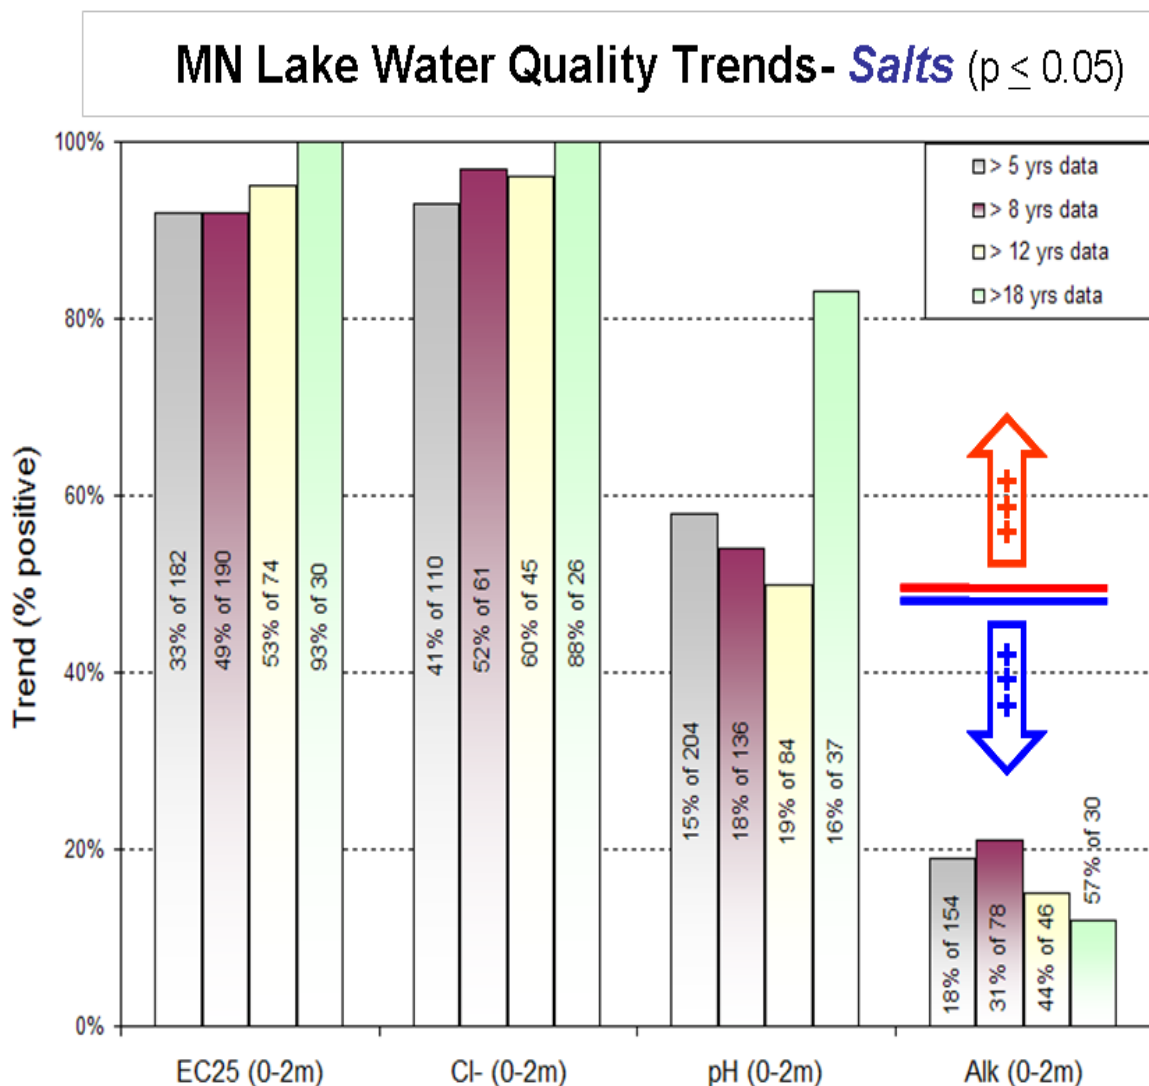 MN Lake Water Quality Trends- Salts (p ≤ 0.05)
100%
80%
60%
40%
20%
0%
Trend (% positive)
> 5 yrs data
> 8 yrs data
> 12 yrs data
>18 yrs data
33% of 182
49% of 190
53% of 74
93% of 30
41% of 110
52% of 61
60% of 45
88% of 26
15% of 204
18% of 136
19% of 84
16% of 37
18% of 154
31% of 78
44% of 46
57% of 30
+
+
+
+
+
+
EC25 (0-2m)
Cl- (0-2m)
pH (0-2m)
Alk (0-2m)